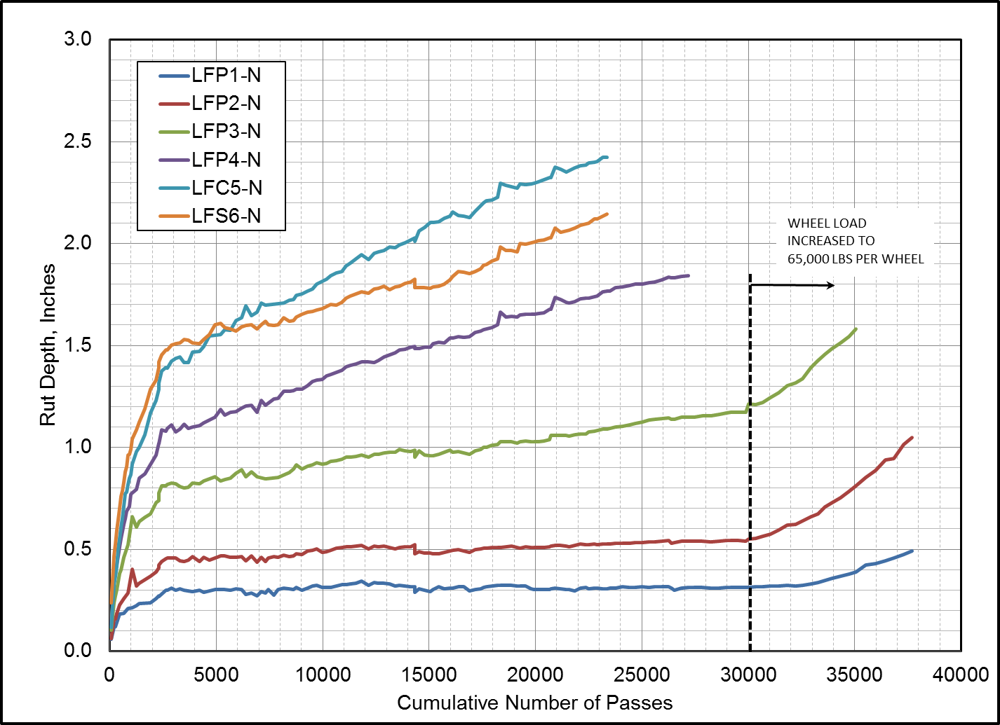 3.0
2.5
2.0
1.5
1.0
0.5
0.0
Rut Depth, Inches
LFP1-N
LFP2-N
LFP3-N
LFP4-N
LFC5-N
LFS6-N
WHEEL LOAD
INCREASED TO
65,000 LBS PER WHEEL
0 5000 10000 15000 20000 25000 30000 35000 40000
Cumulative Number of Passes